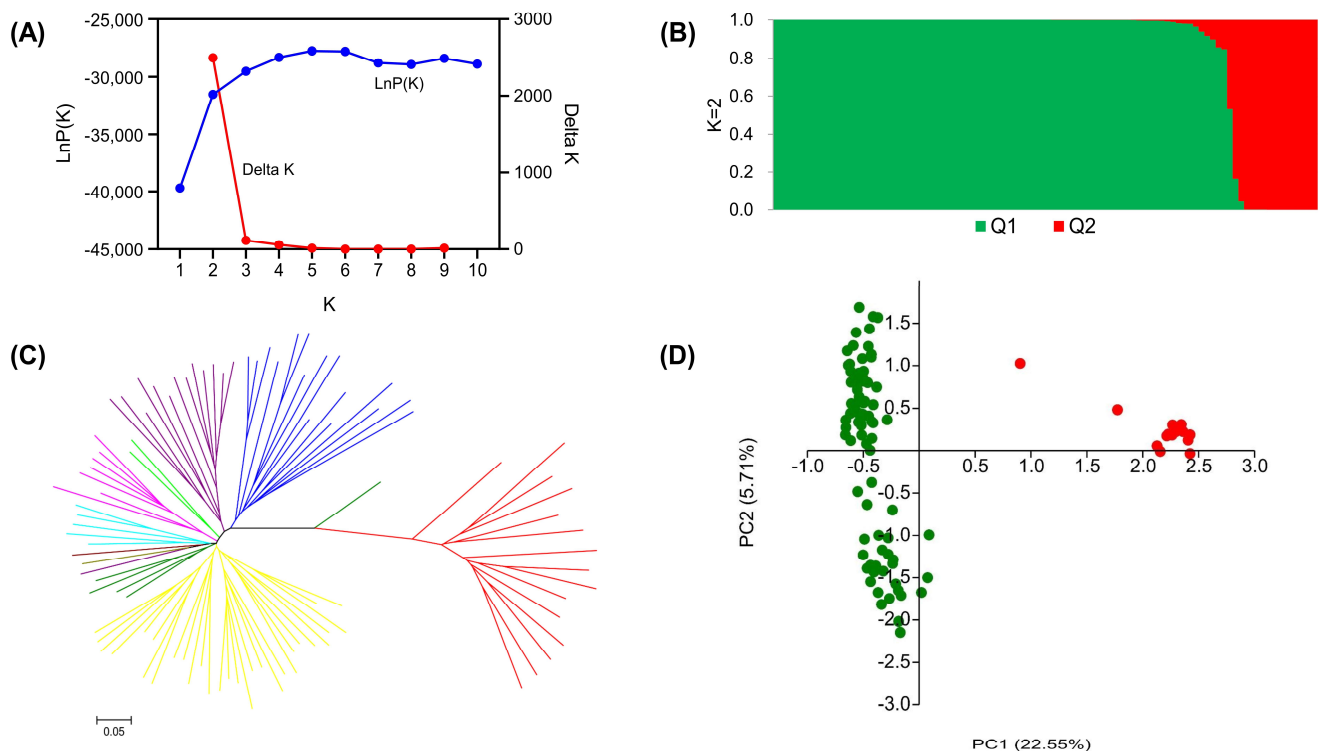 (A)
-25,000
-30,000
-35,000
-40,000
-45,000
LnP(K)
3000
2000
1000
0
Delta K
LnP(K)
Delta K
1 2 3 4 5 6 7 8 9 10
K
(B)
1.0
0.8
0.6
0.4
0.2
0.0
K=2
Q1 Q2
(C)
0.05
(D)
1.5
1.0
0.5
-1.0 -0.5 0.5 1.0 1.5 2.0 2.5 3.0
-0.5
-1.0
-1.5
-2.0
-2.5
-3.0
PC2 (5.71%)
PC1 (22.55%)